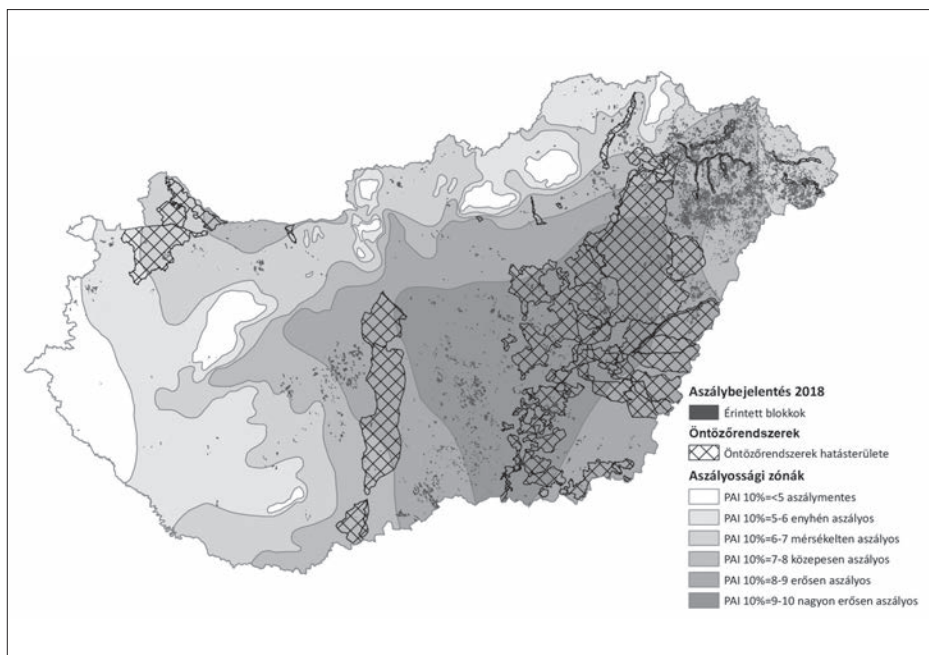 Aszálybejelentés 2018
Érintett blokkok
Öntözőrendszerek
Öntözőrendszerek hatásterülete
Aszályossági zónák
PAI 10%=<5 aszálymentes
PAI 10%=5-6 enyhén aszályos
PAI 10%=6-7 mérsékelten aszályos
PAI 10%=7-8 közepesen aszályos
PAI 10%=8-9 erősen aszályos
PAI 10%=9-10 nagyon erősen aszályos